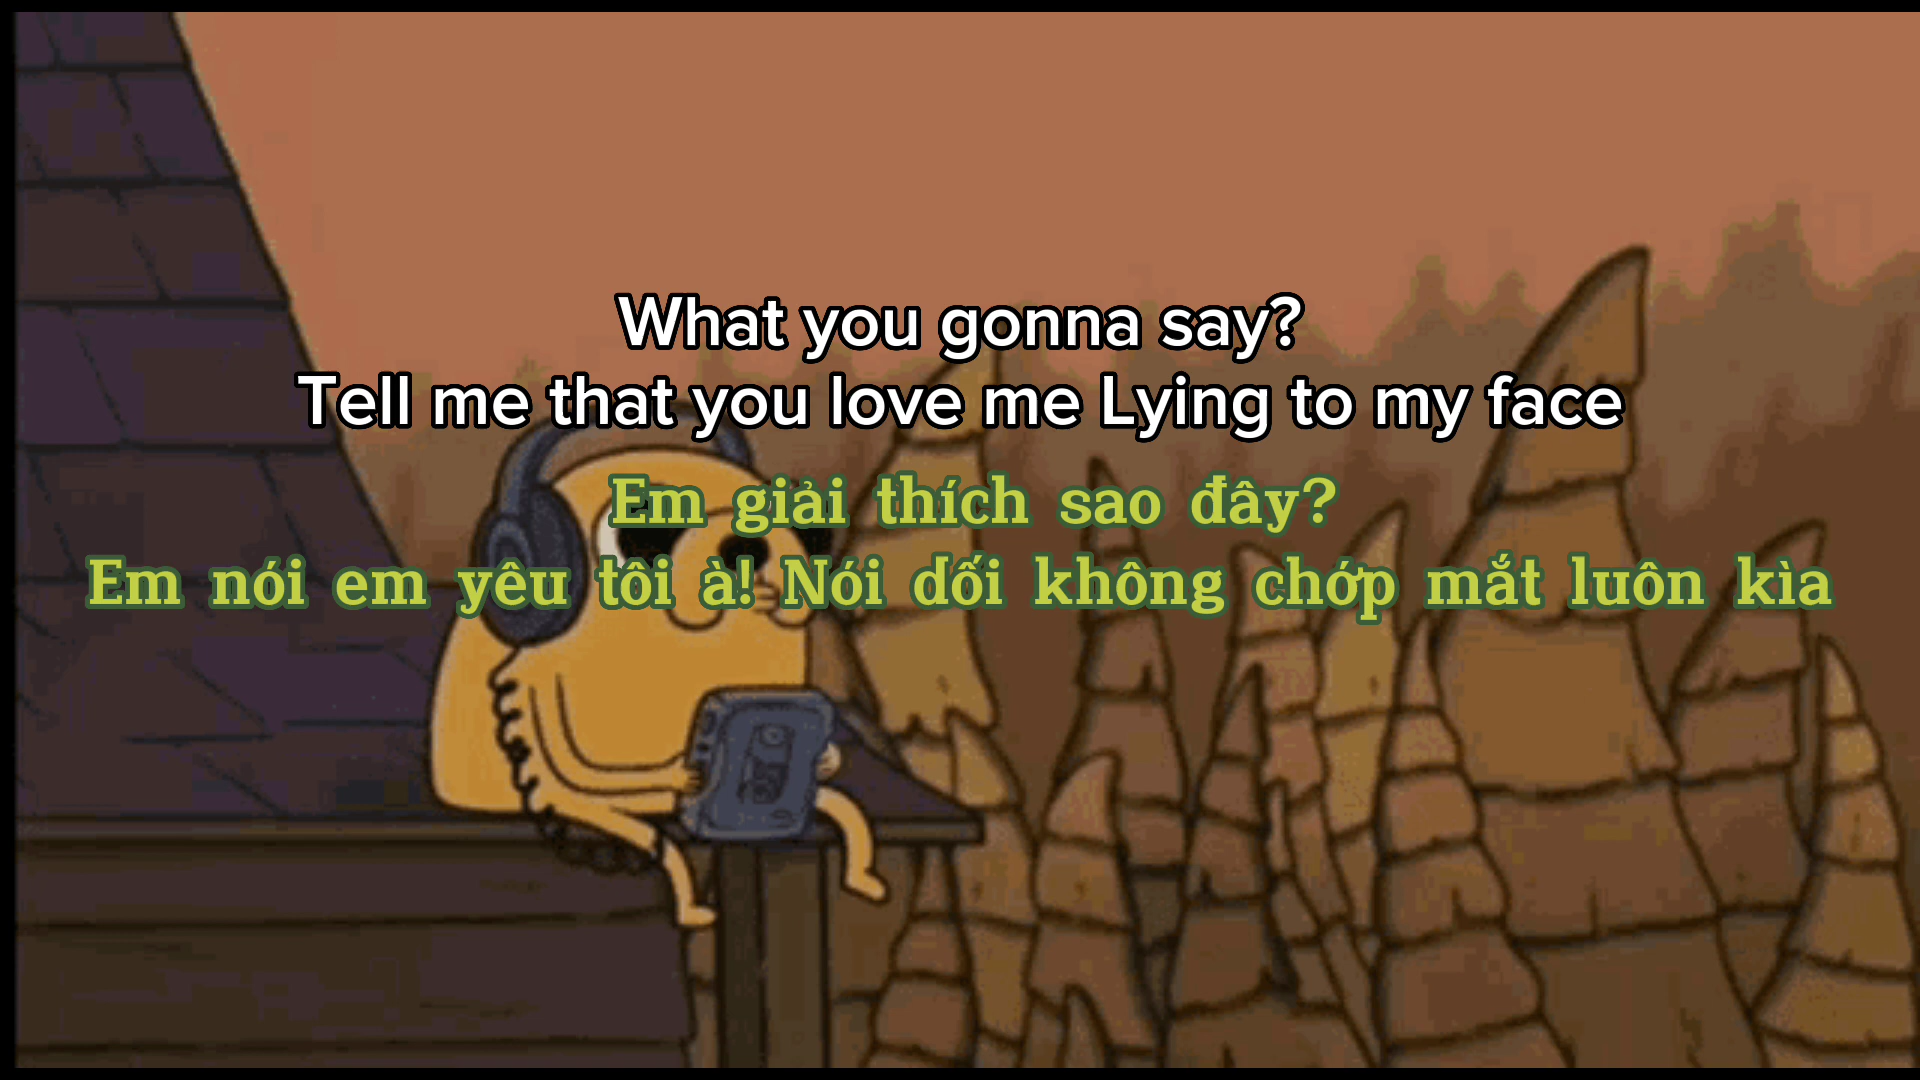 What you gonna say?
Tell me that you love me Lying to my face
Em giải thích sao đây?
Em nói em yêu tôi à! Nói dối không chớp mắt luôn kìa